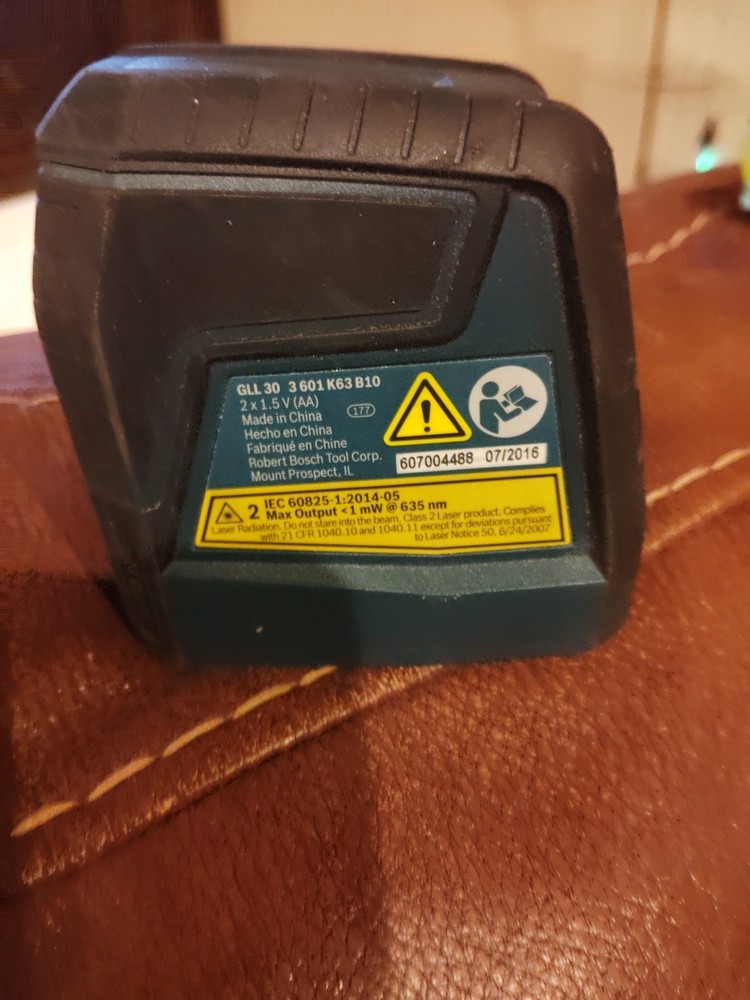 GLL 30 3 601 K63 B10
2 x 1.5 V (AA)
Made in China 177
Hecho en China
Fabriqué en Chine
Robert Bosch Tool Corp.
Mount Prospect, IL
607004488 07/2016
2 IEC 60825-1:2014-05
Max Output <1 mW @ 635 nm
Laser Radiation. Do not stare into the beam. Class 2 Laser product. Complies
with 21 CFR 1040.10 and 1040.11 except for deviations pursuant
to Laser Notice 50, 6/24/2007